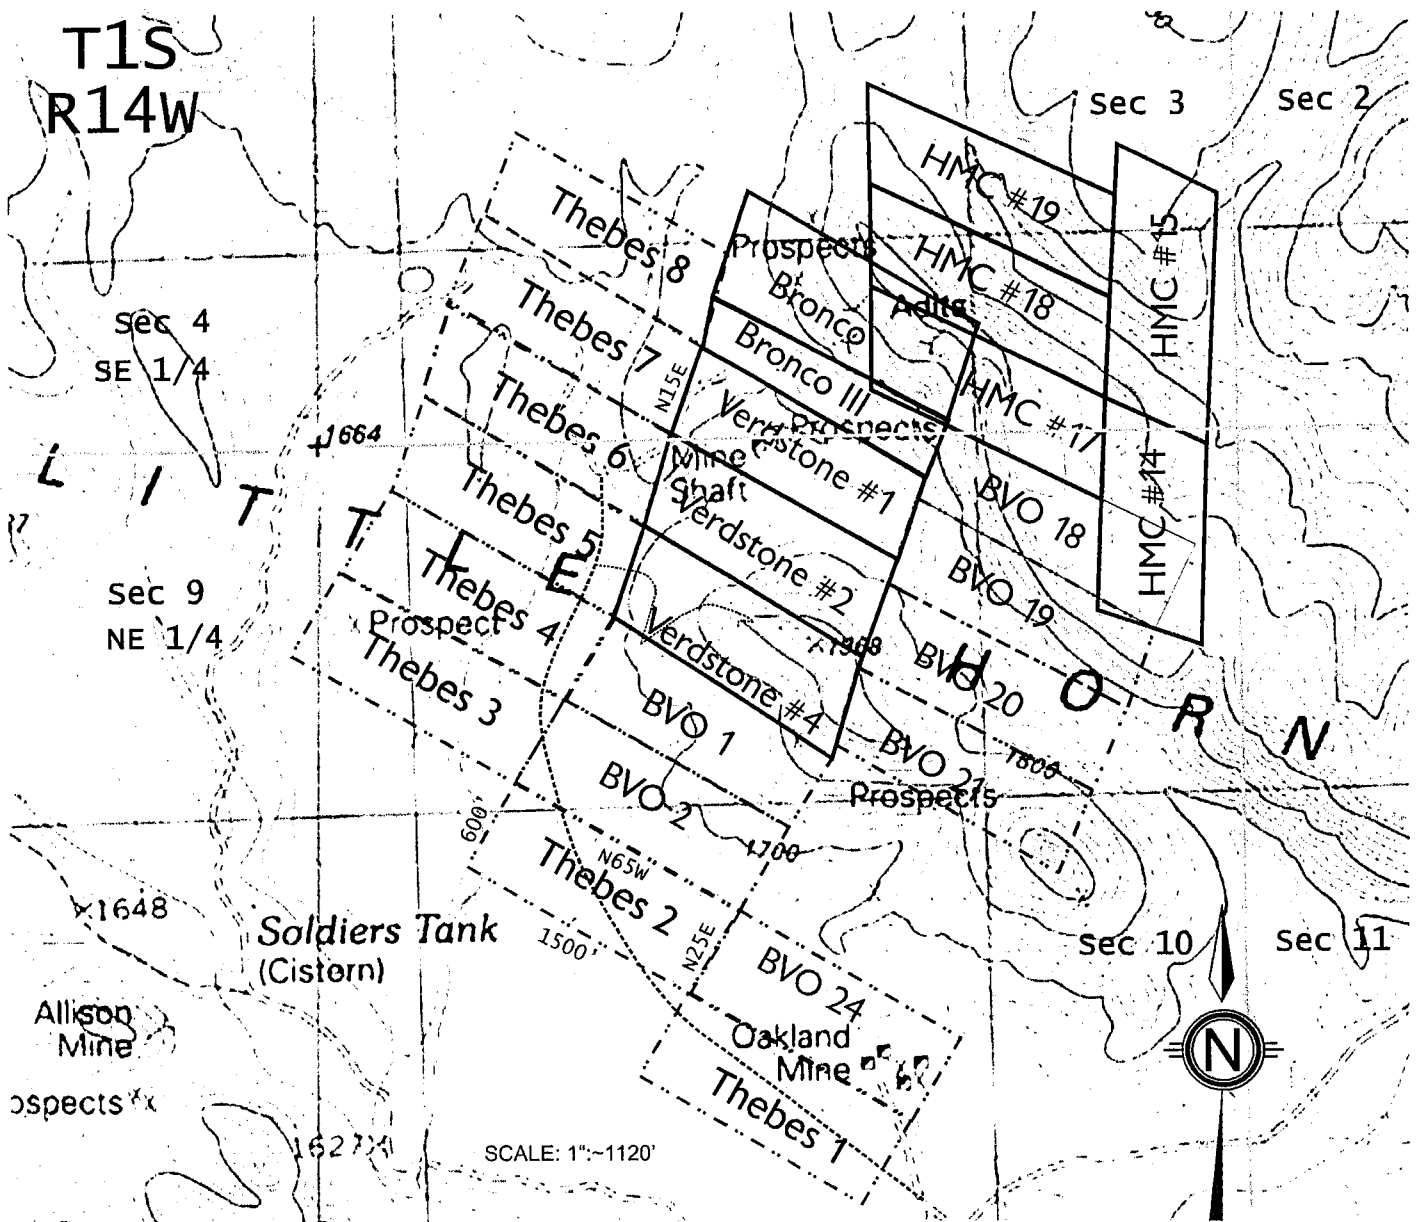 T1S
R14W
Sec 3
Sec 2
HMC #19
HMC #15
Thebes 8
Prospects
HMC #18
Bronco
Adits
Sec 4
SE 1/4
Thebes 7
Bronco III
N15E
HMC #17
1664
Thebes 6
Verdstone #1
Prospects
Mine
Shaft
LITTLE HORN
Thebes 5
Verdstone #2
BVO 18
HMC #14
Sec 9
NE 1/4
Thebes 4
Prospect
Thebes 3
Verdstone #4
1968
BVO 19
BVO 20
BVO 1
BVO 21
1800
Prospects
BVO 2
600'
1700
N65W
Thebes 2
1648
Soldiers Tank
(Cistern)
1500'
N25E
BVO 24
Sec 10
Sec 11
Allison
Mine
Oakland
Mine
N
ospects
Thebes 1
1627
SCALE: 1":~1120'